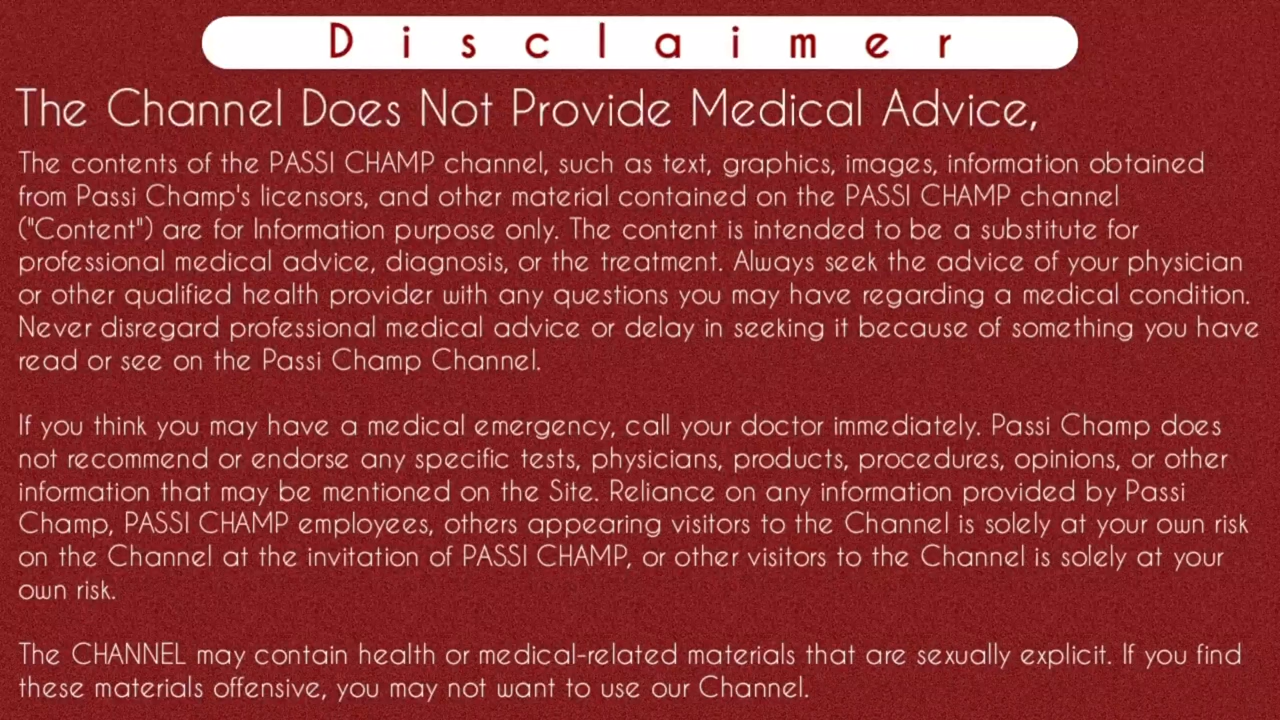 Disclaimer
The Channel Does Not Provide Medical Advice,
The contents of the PASSI CHAMP channel, such as text, graphics, images, information obtained
from Passi Champ's licensors, and other material contained on the PASSI CHAMP channel
("Content") are for Information purpose only. The content is intended to be a substitute for
professional medical advice, diagnosis, or the treatment. Always seek the advice of your physician
or other qualified health provider with any questions you may have regarding a medical condition.
Never disregard professional medical advice or delay in seeking it because of something you have
read or see on the Passi Champ Channel.
If you think you may have a medical emergency, call your doctor immediately. Passi Champ does
not recommend or endorse any specific tests, physicians, products, procedures, opinions, or other
information that may be mentioned on the Site. Reliance on any information provided by Passi
Champ, PASSI CHAMP employees, others appearing visitors to the Channel is solely at your own risk
on the Channel at the invitation of PASSI CHAMP, or other visitors to the Channel is solely at your
own risk.
The CHANNEL may contain health or medical-related materials that are sexually explicit. If you find
these materials offensive, you may not want to use our Channel.